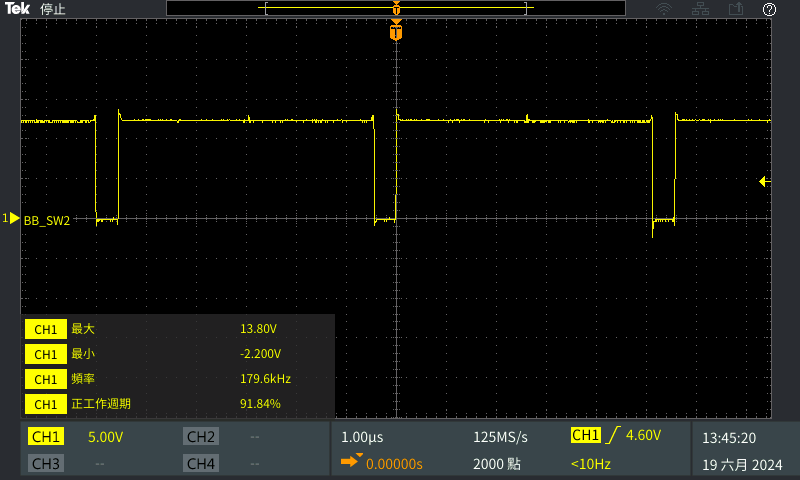 Tek 停止
T
T
1 BB_SW2
CH1 最大 13.80V
CH1 最小 -2.200V
CH1 頻率 179.6kHz
CH1 正工作週期 91.84%
CH1 5.00V CH2 -- 1.00µs 125MS/s CH1 4.60V 13:45:20
CH3 -- CH4 -- 0.00000s 2000 點 <10Hz 19 六月 2024